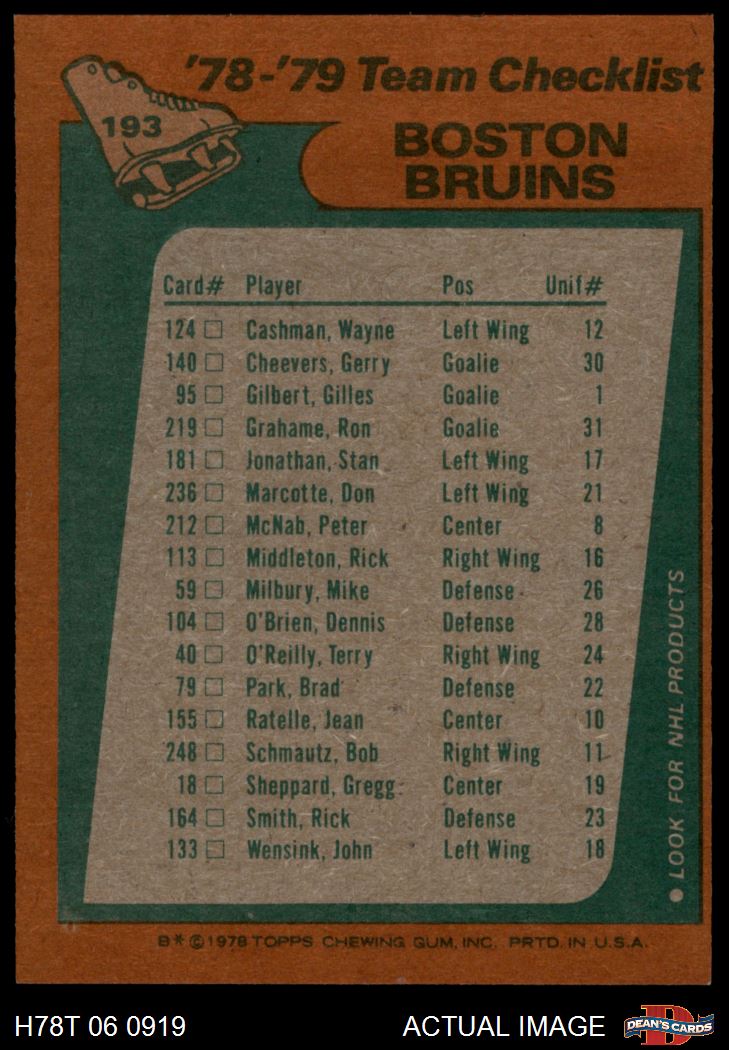 '78-'79 Team Checklist
193
BOSTON
BRUINS
Card# Player Pos Unif#
124 Cashman, Wayne Left Wing 12
140 Cheevers, Gerry Goalie 30
95 Gilbert, Gilles Goalie 1
219 Grahame, Ron Goalie 31
181 Jonathan, Stan Left Wing 17
236 Marcotte, Don Left Wing 21
212 McNab, Peter Center 8
113 Middleton, Rick Right Wing 16
59 Milbury, Mike Defense 26
104 O'Brien, Dennis Defense 28
40 O'Reilly, Terry Right Wing 24
79 Park, Brad Defense 22
155 Ratelle, Jean Center 10
248 Schmautz, Bob Right Wing 11
18 Sheppard, Gregg Center 19
164 Smith, Rick Defense 23
133 Wensink, John Left Wing 18
● LOOK FOR NHL PRODUCTS
B*©1978 TOPPS CHEWING GUM, INC. PRTD. IN U.S.A.
H78T 06 0919 ACTUAL IMAGE
D
DEAN'S CARDS